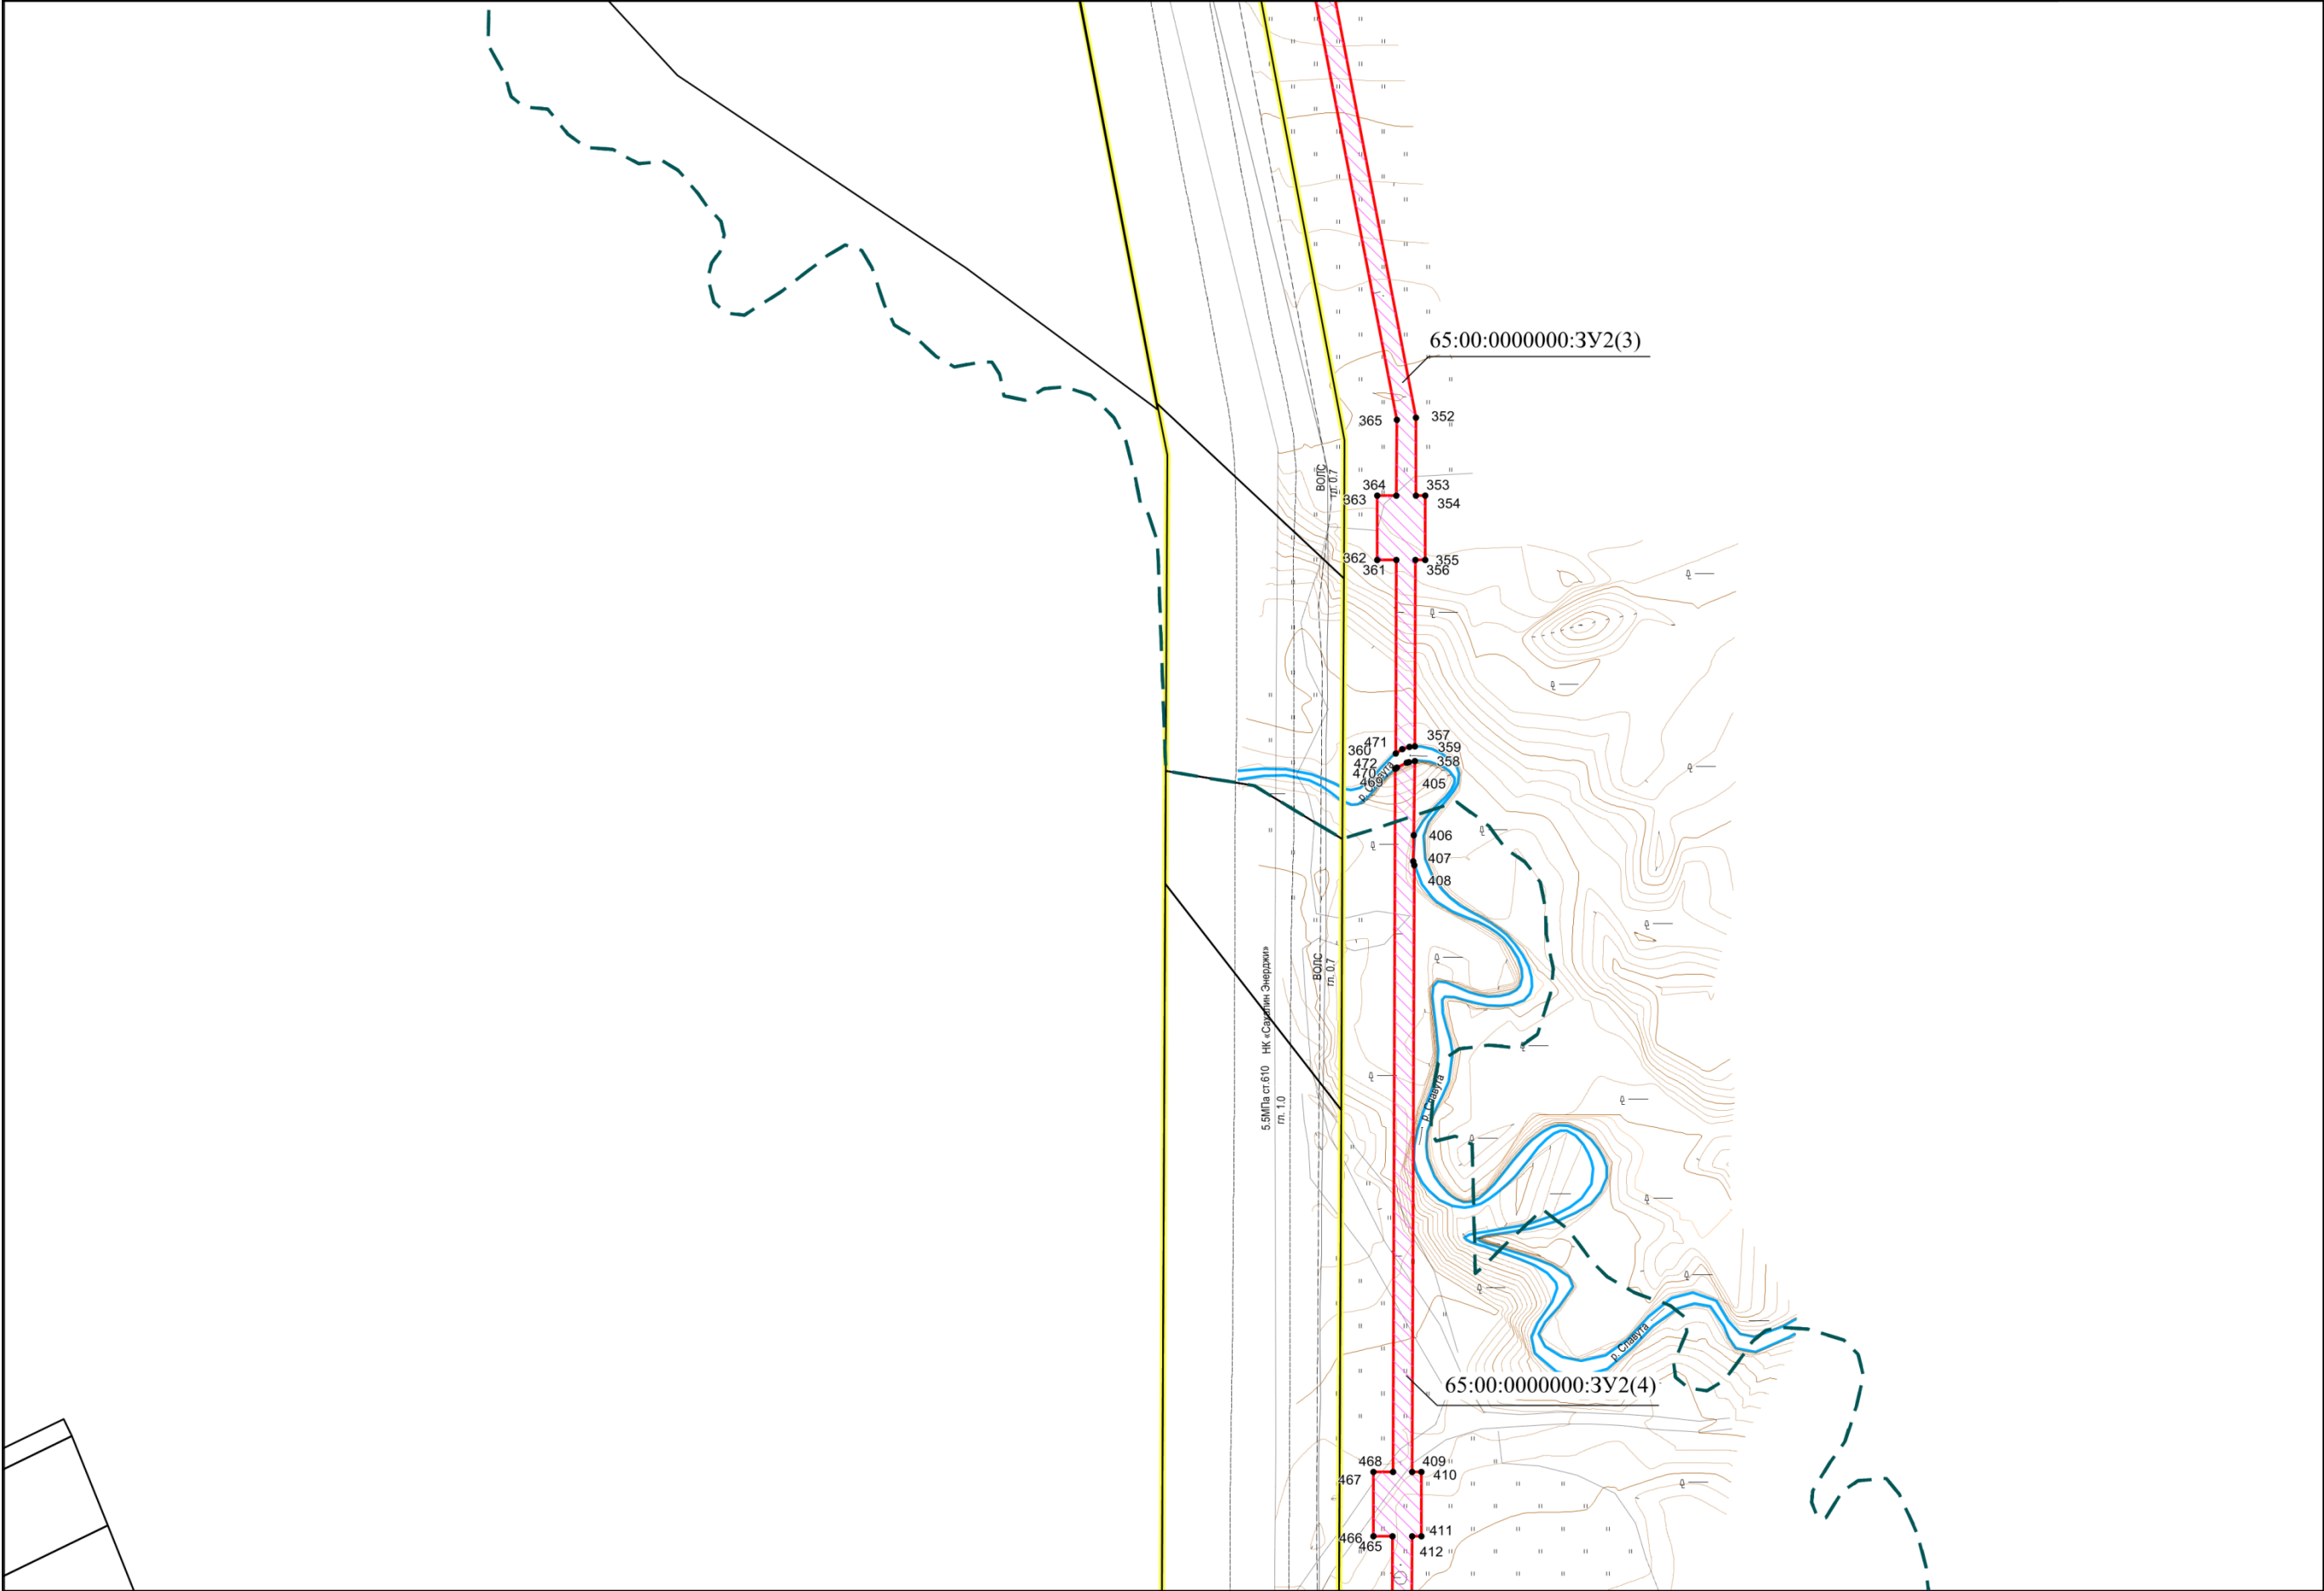 65:00:0000000:ЗУ2(3)
365
352
364
353
363
354
ВОЛС
гл. 0.7
362
355
361
356
357
471
359
360
358
472
470
469
405
р. Славута
406
407
408
ВОЛС
гл. 0.7
5.5МПа ст.610 НК «Сахалин Энерджи»
гл. 1.0
р. Славута
р. Славута
65:00:0000000:ЗУ2(4)
468
409
467
410
466
411
465
412